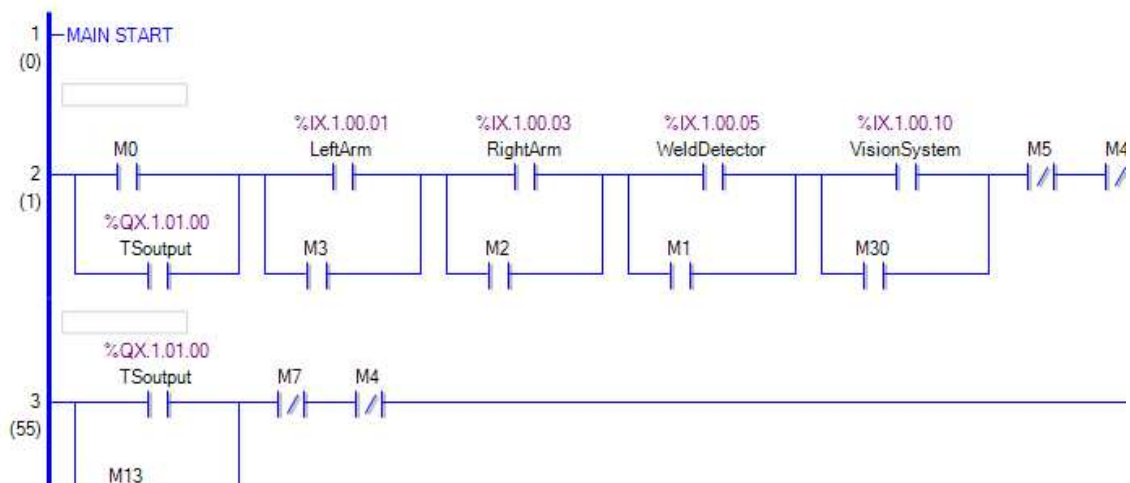 1 MAIN START
(0)
%IX.1.00.01 %IX.1.00.03 %IX.1.00.05 %IX.1.00.10
M0 LeftArm RightArm WeldDetector VisionSystem M5 M4
2
(1)
%QX.1.01.00
TSoutput M3 M2 M1 M30
%QX.1.01.00
TSoutput M7 M4
3
(55)
M13